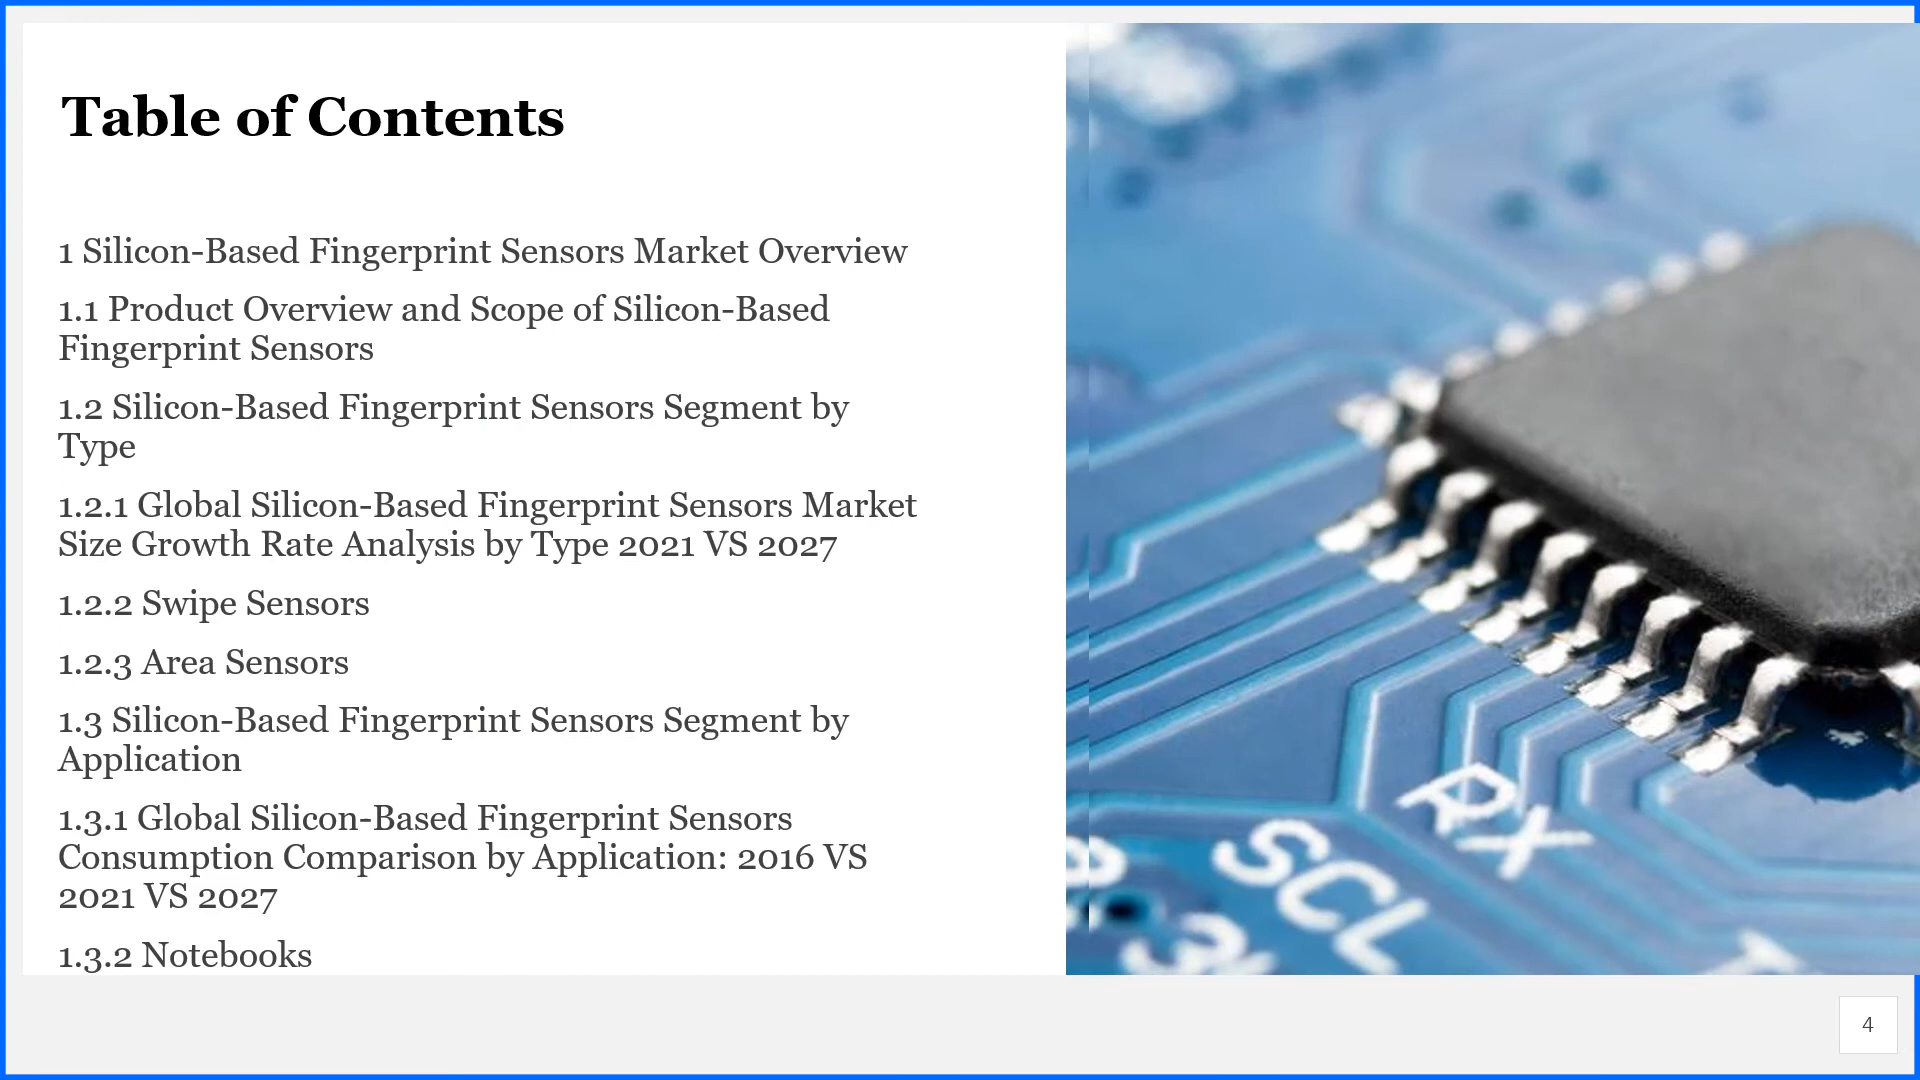 Table of Contents
1 Silicon-Based Fingerprint Sensors Market Overview
1.1 Product Overview and Scope of Silicon-Based
Fingerprint Sensors
1.2 Silicon-Based Fingerprint Sensors Segment by
Type
1.2.1 Global Silicon-Based Fingerprint Sensors Market
Size Growth Rate Analysis by Type 2021 VS 2027
1.2.2 Swipe Sensors
1.2.3 Area Sensors
1.3 Silicon-Based Fingerprint Sensors Segment by
Application
1.3.1 Global Silicon-Based Fingerprint Sensors
Consumption Comparison by Application: 2016 VS
2021 VS 2027
1.3.2 Notebooks
RX
SCL
4